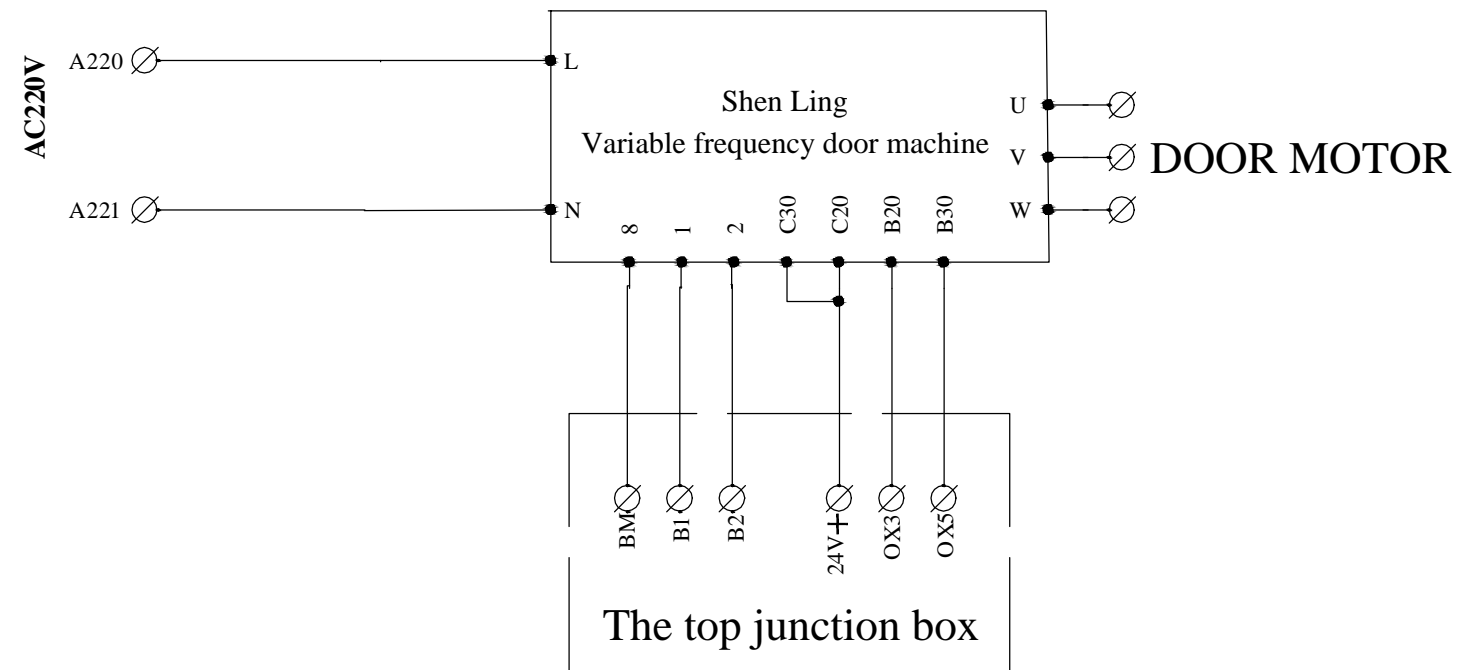 AC220V
A220
L
Shen Ling
Variable frequency door machine
U
V
DOOR MOTOR
A221
N
W
8
1
2
C30
C20
B20
B30
BM
B1
B2
24V+
OX3
OX5
The top junction box